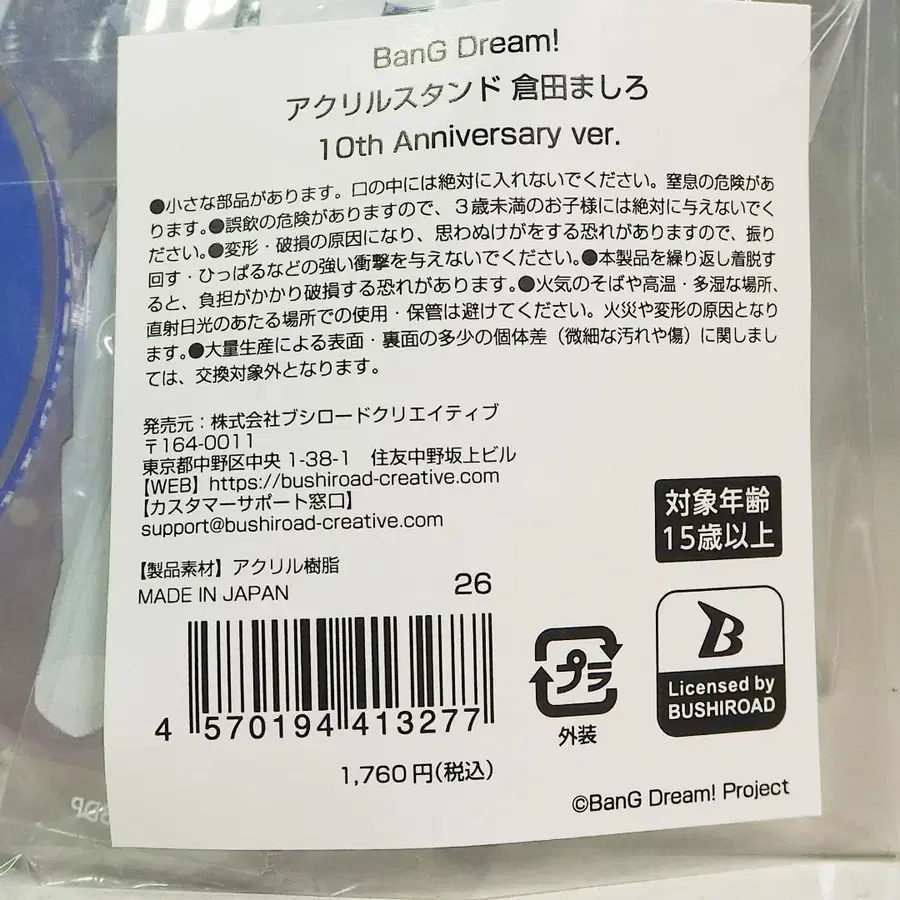 BanG Dream!
アクリルスタンド 倉田ましろ
10th Anniversary ver.
●小さな部品があります。口の中には絶対に入れないでください。窒息の危険があ
ります。●誤飲の危険がありますので、3歳未満のお子様には絶対に与えないでく
ださい。●変形・破損の原因になり、思わぬけがをする恐れがありますので、振り
回す・ひっぱるなどの強い衝撃を与えないでください。●本製品を繰り返し着脱す
ると、負担がかかり破損する恐れがあります。●火気のそばや高温・多湿な場所、
直射日光のあたる場所での使用・保管は避けてください。火災や変形の原因となり
ます。●大量生産による表面・裏面の多少の個体差（微細な汚れや傷）に関しまし
ては、交換対象外となります。
発売元：株式会社ブシロードクリエイティブ
〒164-0011
東京都中野区中央 1-38-1 住友中野坂上ビル
【WEB】https://bushiroad-creative.com
【カスタマーサポート窓口】
support@bushiroad-creative.com
対象年齢
15歳以上
【製品素材】アクリル樹脂
MADE IN JAPAN
26
4 570194 413277
1,760円(税込)
プラ
外装
B
Licensed by
BUSHIROAD
©BanG Dream! Project